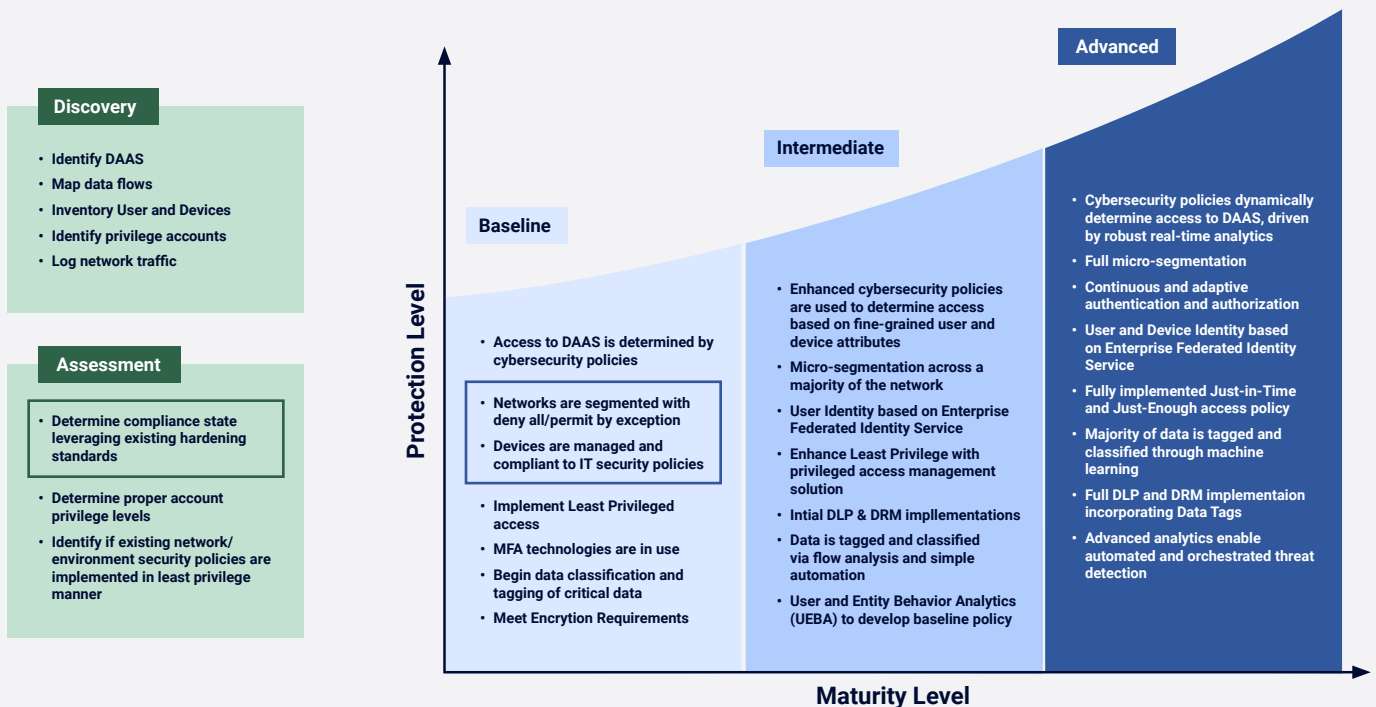 Discovery
• Identify DAAS
• Map data flows
• Inventory User and Devices
• Identify privilege accounts
• Log network traffic
Assessment
• Determine compliance state
leveraging existing hardening
standards
• Determine proper account
privilege levels
• Identify if existing network/
environment security policies are
implemented in least privilege
manner
Protection Level
Baseline
• Access to DAAS is determined by
cybersecurity policies
• Networks are segmented with
deny all/permit by exception
• Devices are managed and
compliant to IT security policies
• Implement Least Privileged
access
• MFA technologies are in use
• Begin data classification and
tagging of critical data
• Meet Encrytion Requirements
Intermediate
• Enhanced cybersecurity policies
are used to determine access
based on fine-grained user and
device attributes
• Micro-segmentation across a
majority of the network
• User Identity based on Enterprise
Federated Identity Service
• Enhance Least Privilege with
privileged access management
solution
• Intial DLP & DRM impllementations
• Data is tagged and classified
via flow analysis and simple
automation
• User and Entity Behavior Analytics
(UEBA) to develop baseline policy
Advanced
• Cybersecurity policies dynamically
determine access to DAAS, driven
by robust real-time analytics
• Full micro-segmentation
• Continuous and adaptive
authentication and authorization
• User and Device Identity based
on Enterprise Federated Identity
Service
• Fully implemented Just-in-Time
and Just-Enough access policy
• Majority of data is tagged and
classified through machine
learning
• Full DLP and DRM implementaion
incorporating Data Tags
• Advanced analytics enable
automated and orchestrated threat
detection
Maturity Level